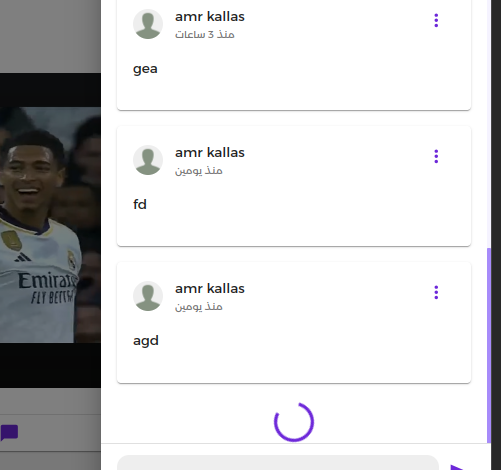 amr kallas
منذ 3 ساعات
gea
amr kallas
منذ يومين
fd
amr kallas
منذ يومين
agd
Emirates
FLY BETTER